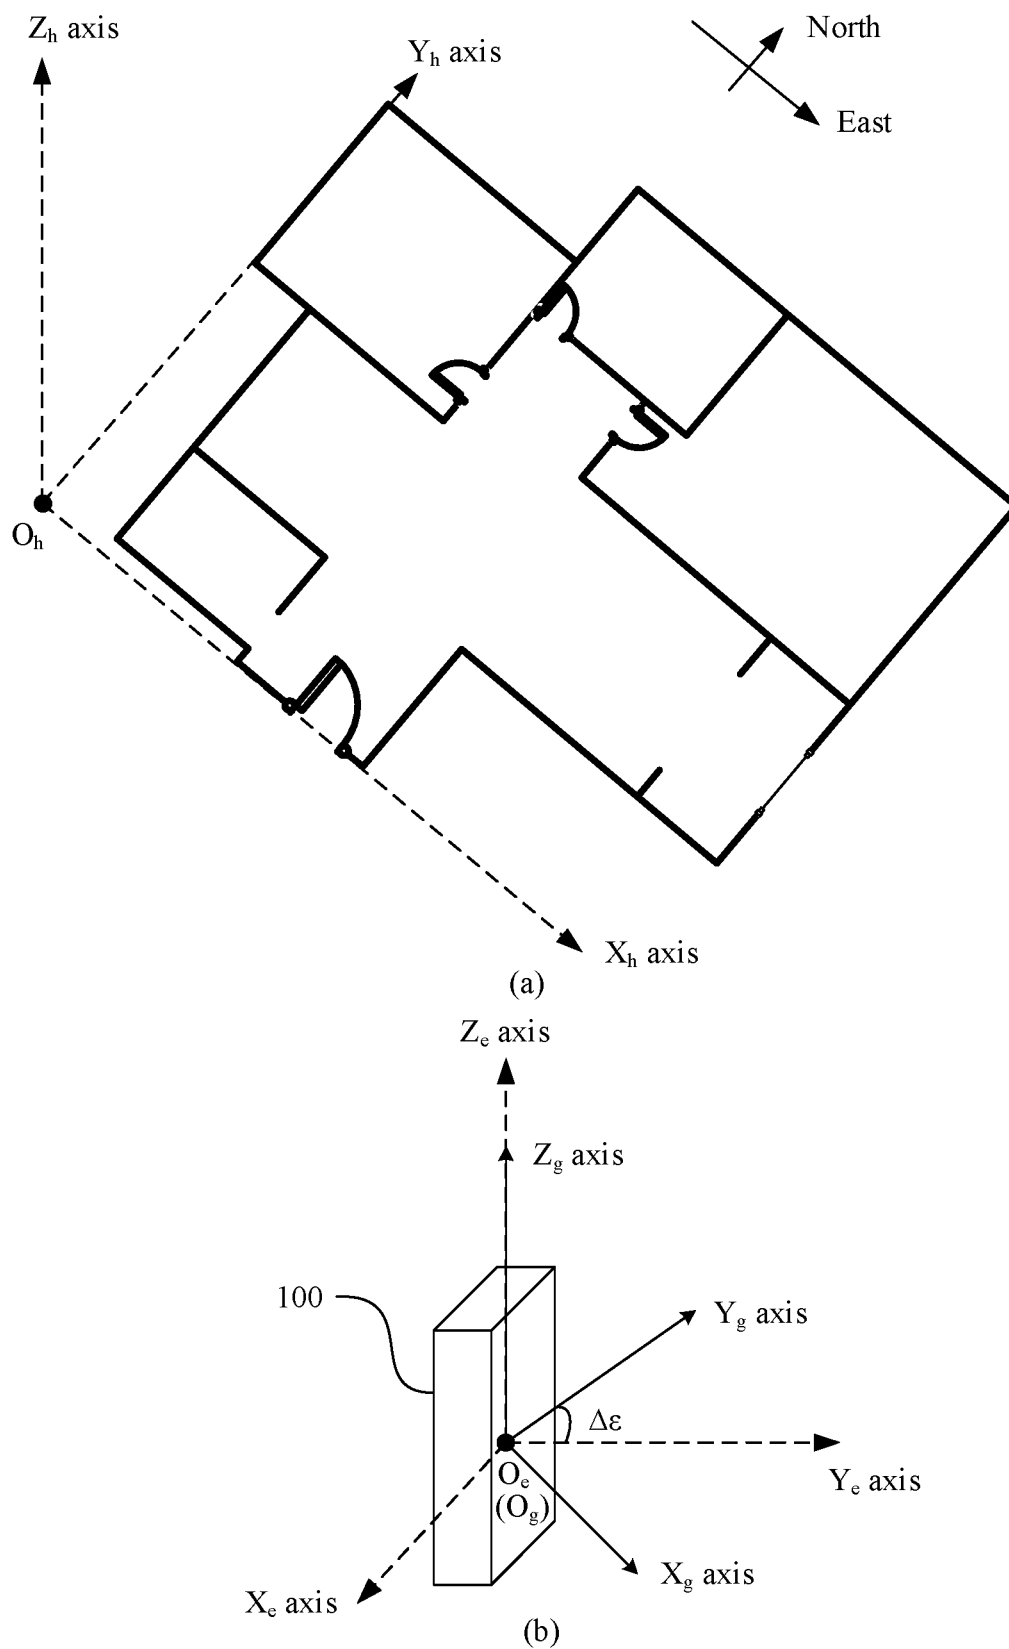 Zh axis
Yh axis
North
East
Oh
Xh axis
(a)
Ze axis
Zg axis
100
Yg axis
Δε
Oe
(Og)
Ye axis
Xg axis
Xe axis
(b)